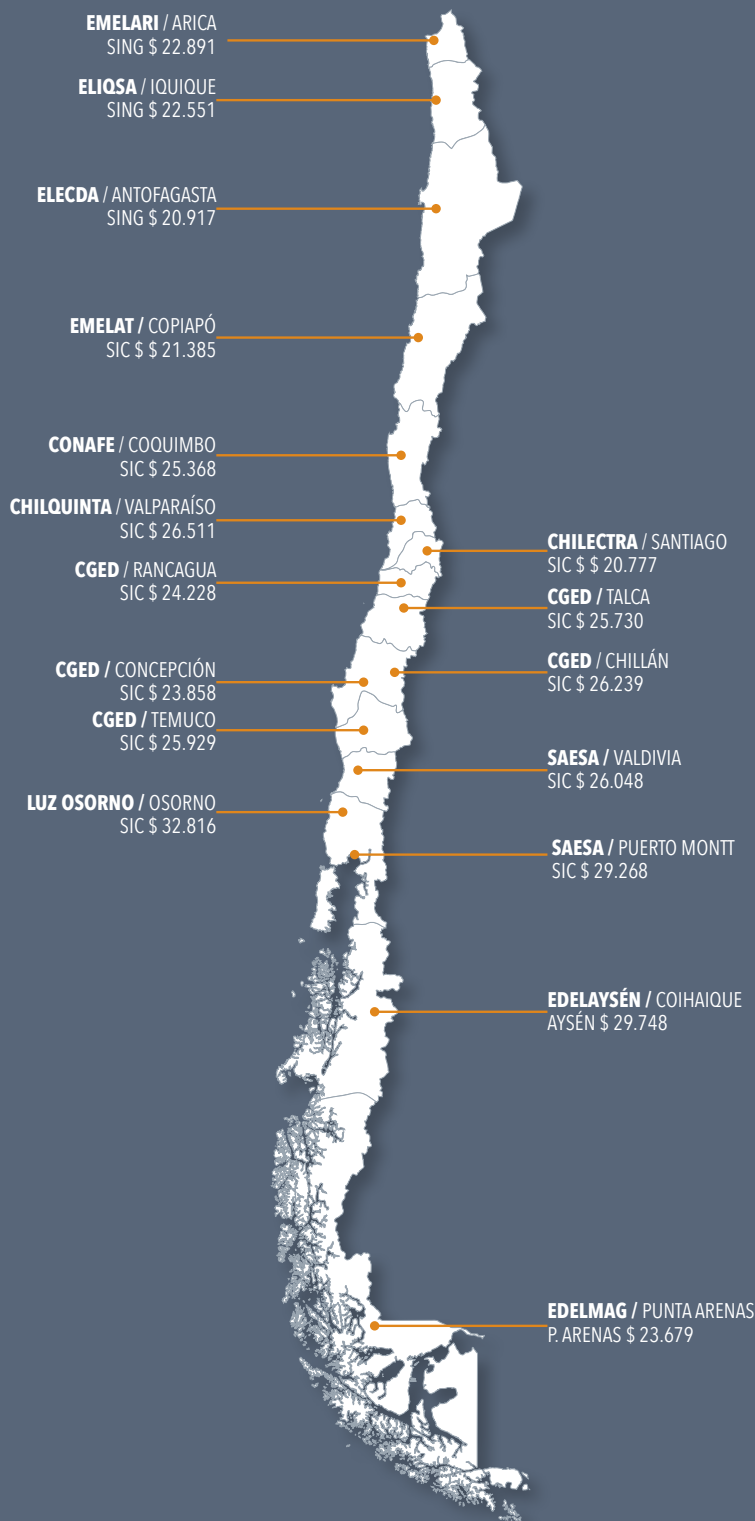 EMELARI / ARICA
SING $ 22.891
ELIQSA / IQUIQUE
SING $ 22.551
ELECDA / ANTOFAGASTA
SING $ 20.917
EMELAT / COPIAPÓ
SIC $ $ 21.385
CONAFE / COQUIMBO
SIC $ 25.368
CHILQUINTA / VALPARAÍSO
SIC $ 26.511
CGED / RANCAGUA
SIC $ 24.228
CGED / CONCEPCIÓN
SIC $ 23.858
CGED / TEMUCO
SIC $ 25.929
LUZ OSORNO / OSORNO
SIC $ 32.816
CHILECTRA / SANTIAGO
SIC $ $ 20.777
CGED / TALCA
SIC $ 25.730
CGED / CHILLÁN
SIC $ 26.239
SAESA / VALDIVIA
SIC $ 26.048
SAESA / PUERTO MONTT
SIC $ 29.268
EDELAYSÉN / COIHAIQUE
AYSÉN $ 29.748
EDELMAG / PUNTA ARENAS
P. ARENAS $ 23.679